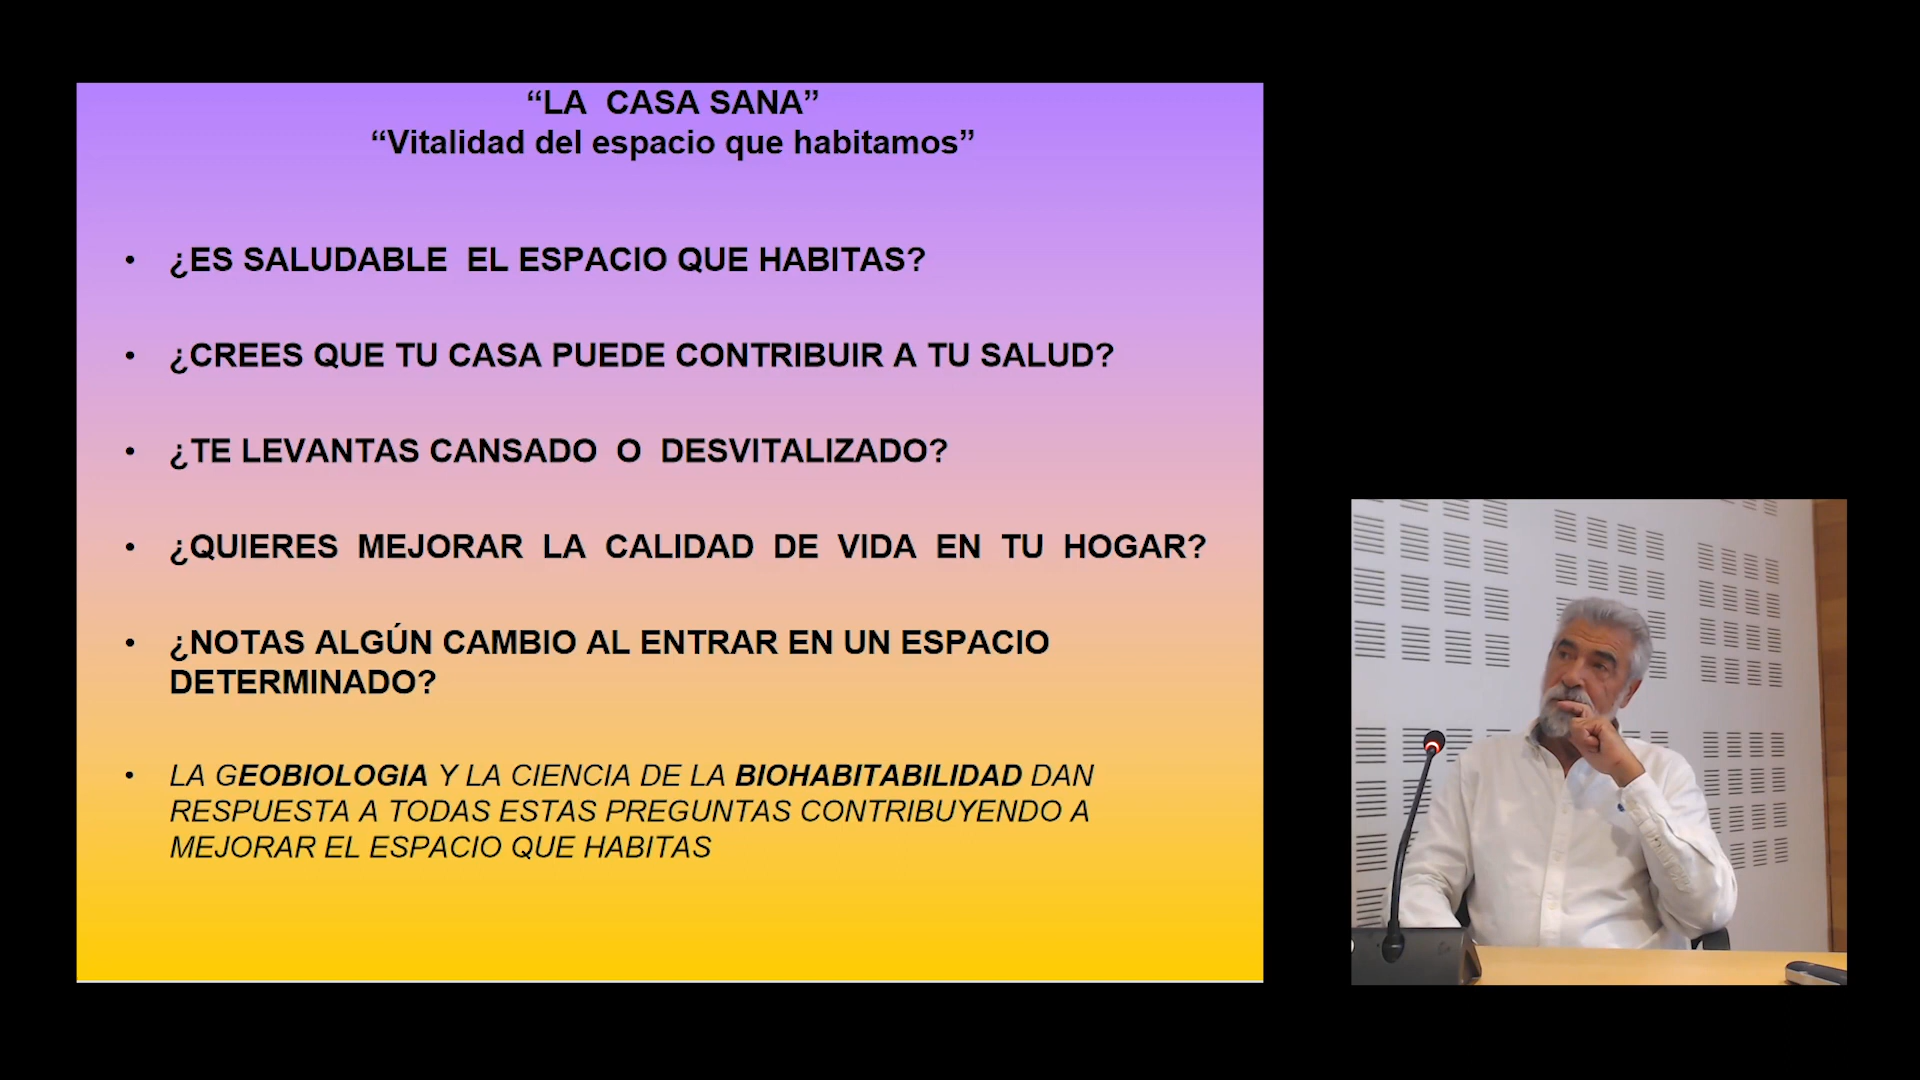 “LA CASA SANA”
“Vitalidad del espacio que habitamos”
• ¿ES SALUDABLE EL ESPACIO QUE HABITAS?
• ¿CREES QUE TU CASA PUEDE CONTRIBUIR A TU SALUD?
• ¿TE LEVANTAS CANSADO O DESVITALIZADO?
• ¿QUIERES MEJORAR LA CALIDAD DE VIDA EN TU HOGAR?
• ¿NOTAS ALGÚN CAMBIO AL ENTRAR EN UN ESPACIO
DETERMINADO?
• LA GEOBIOLOGIA Y LA CIENCIA DE LA BIOHABITABILIDAD DAN
RESPUESTA A TODAS ESTAS PREGUNTAS CONTRIBUYENDO A
MEJORAR EL ESPACIO QUE HABITAS